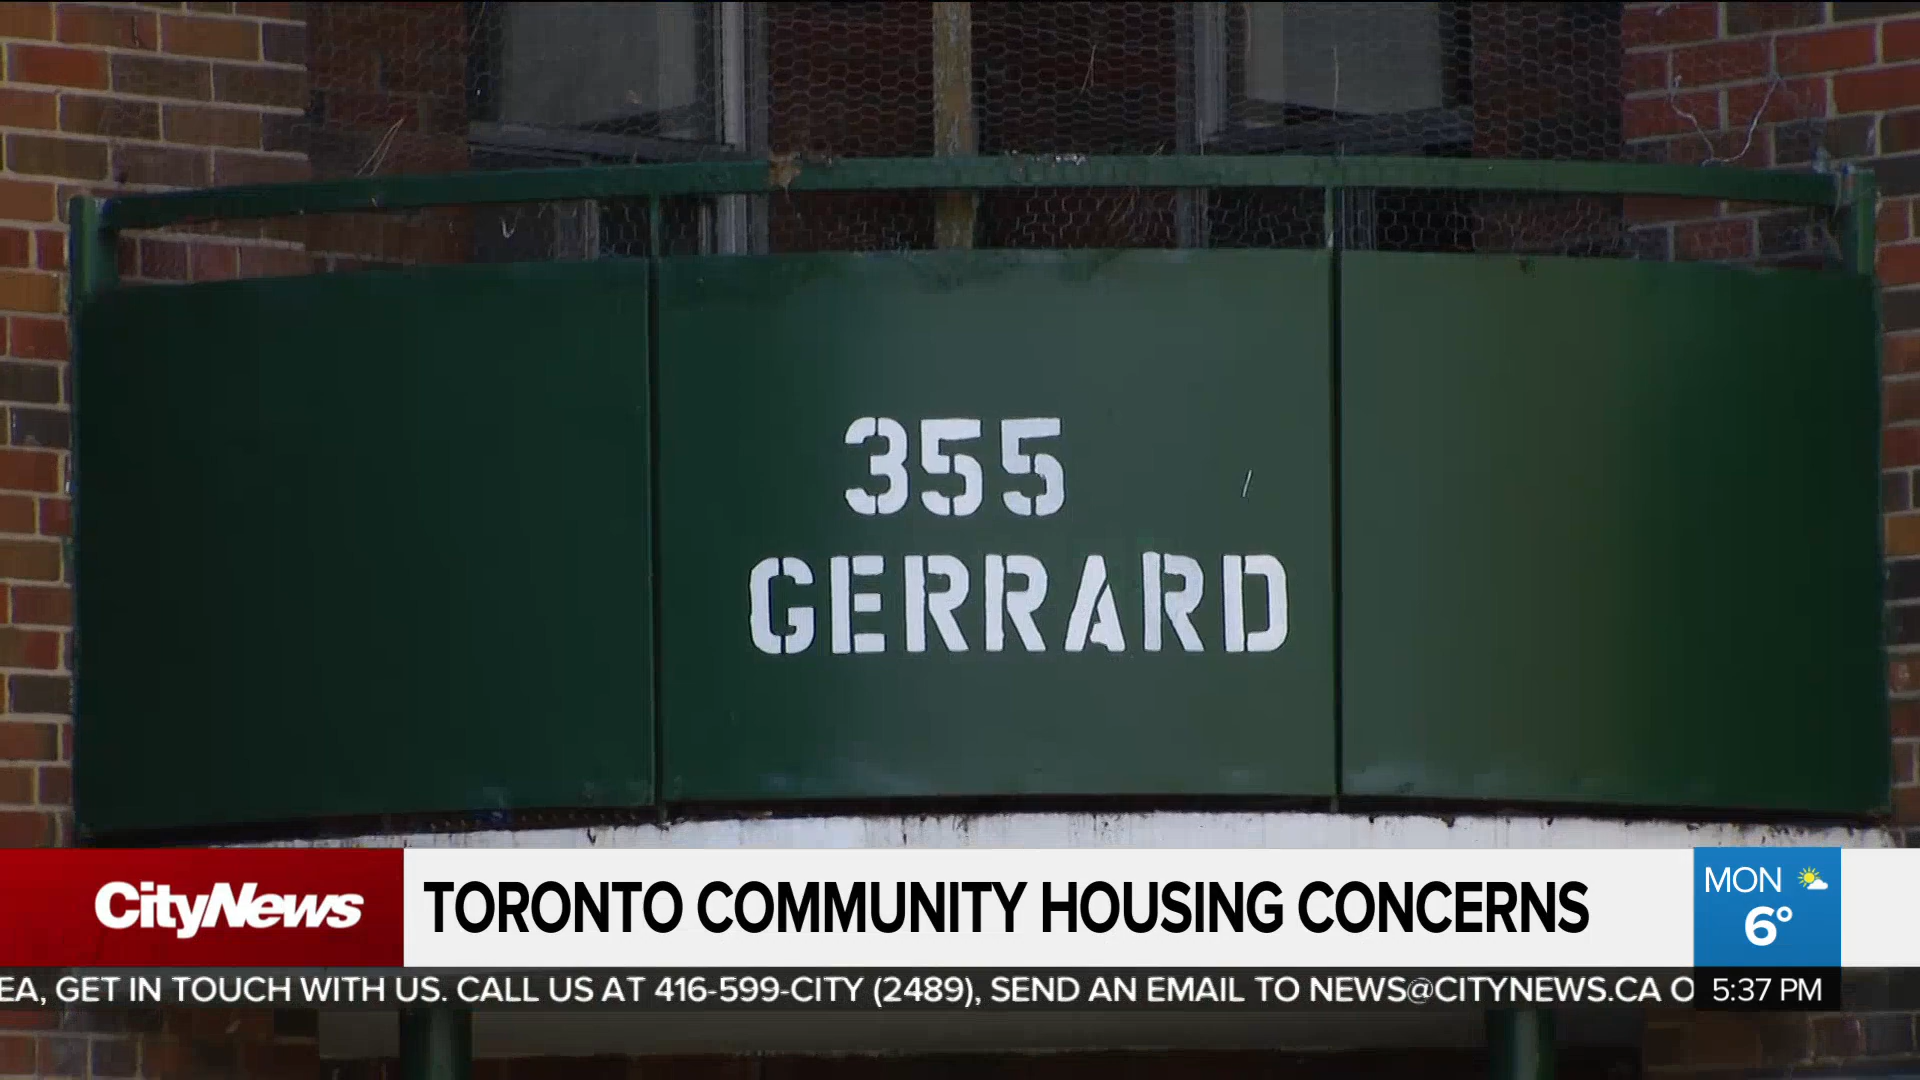 355
GERRARD
CityNews
TORONTO COMMUNITY HOUSING CONCERNS
MON
6°
EA, GET IN TOUCH WITH US. CALL US AT 416-599-CITY (2489), SEND AN EMAIL TO NEWS@CITYNEWS.CA O
5:37 PM